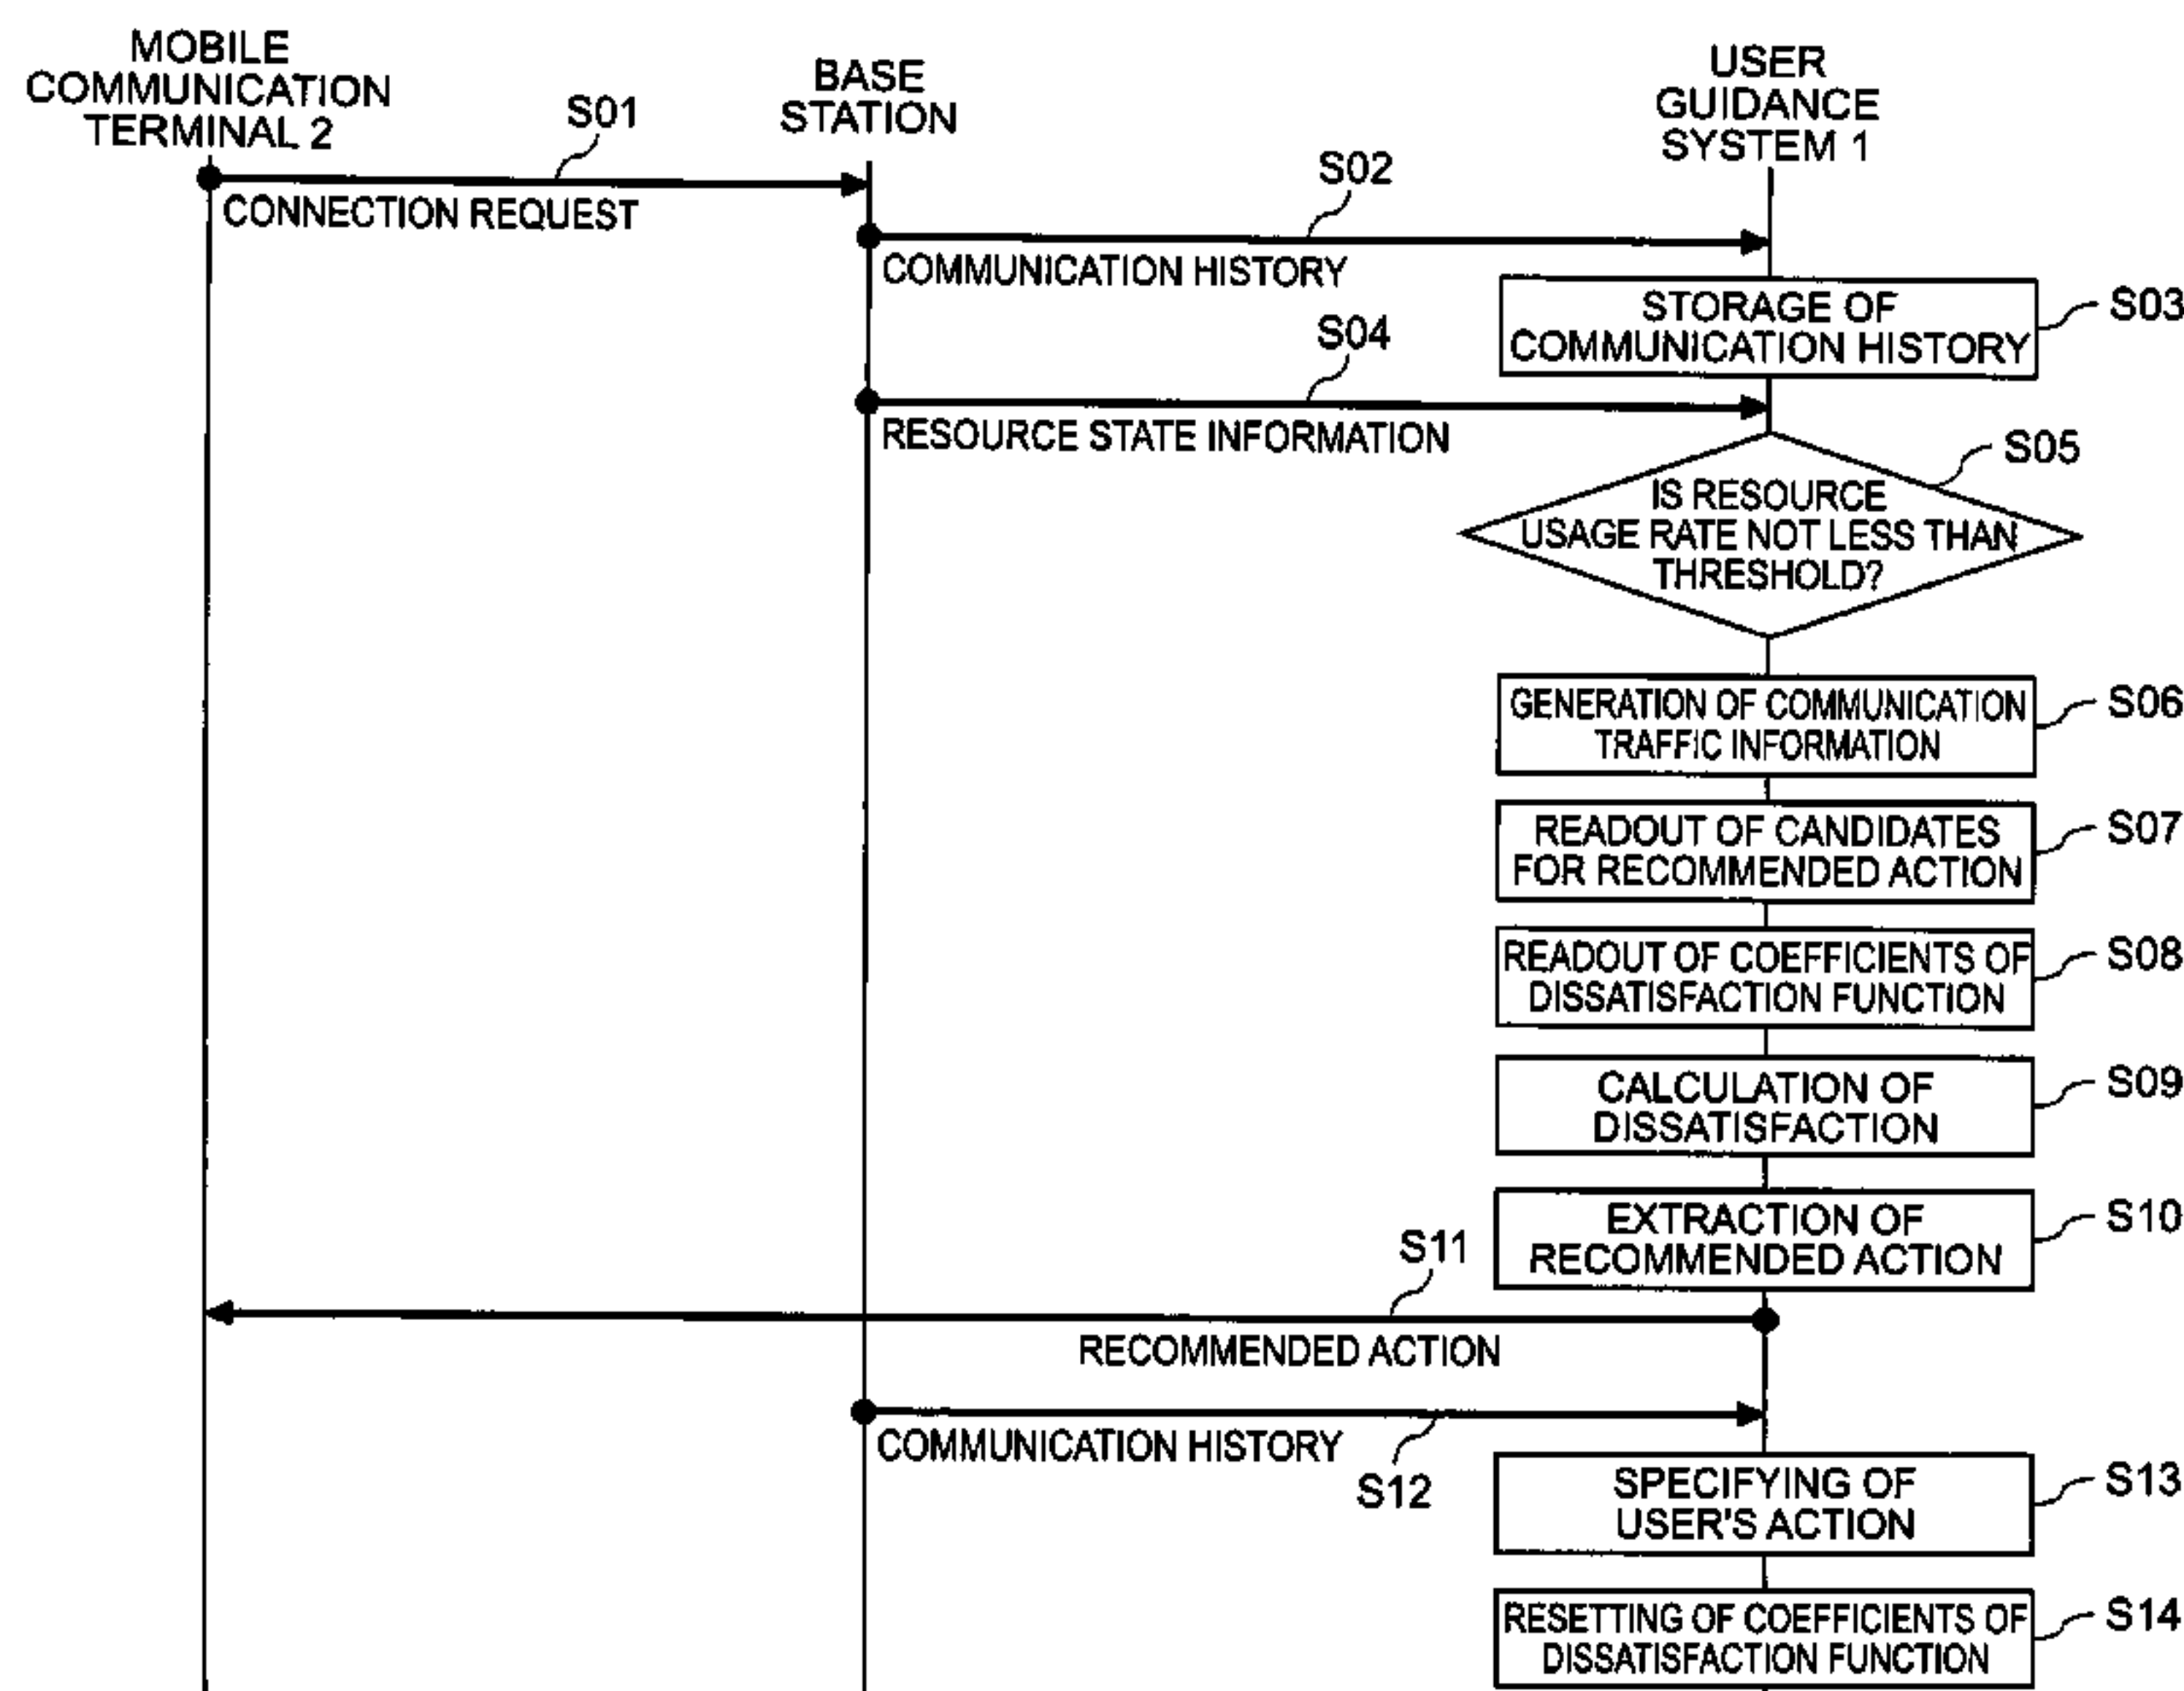 MOBILE
COMMUNICATION
TERMINAL 2
BASE
STATION
USER
GUIDANCE
SYSTEM 1
S01
CONNECTION REQUEST
S02
COMMUNICATION HISTORY
STORAGE OF
COMMUNICATION HISTORY
S03
S04
RESOURCE STATE INFORMATION
S05
IS RESOURCE
USAGE RATE NOT LESS THAN
THRESHOLD?
GENERATION OF COMMUNICATION
TRAFFIC INFORMATION
S06
READOUT OF CANDIDATES
FOR RECOMMENDED ACTION
S07
READOUT OF COEFFICIENTS OF
DISSATISFACTION FUNCTION
S08
CALCULATION OF
DISSATISFACTION
S09
EXTRACTION OF
RECOMMENDED ACTION
S10
S11
RECOMMENDED ACTION
COMMUNICATION HISTORY
S12
SPECIFYING OF
USER'S ACTION
S13
RESETTING OF COEFFICIENTS OF
DISSATISFACTION FUNCTION
S14